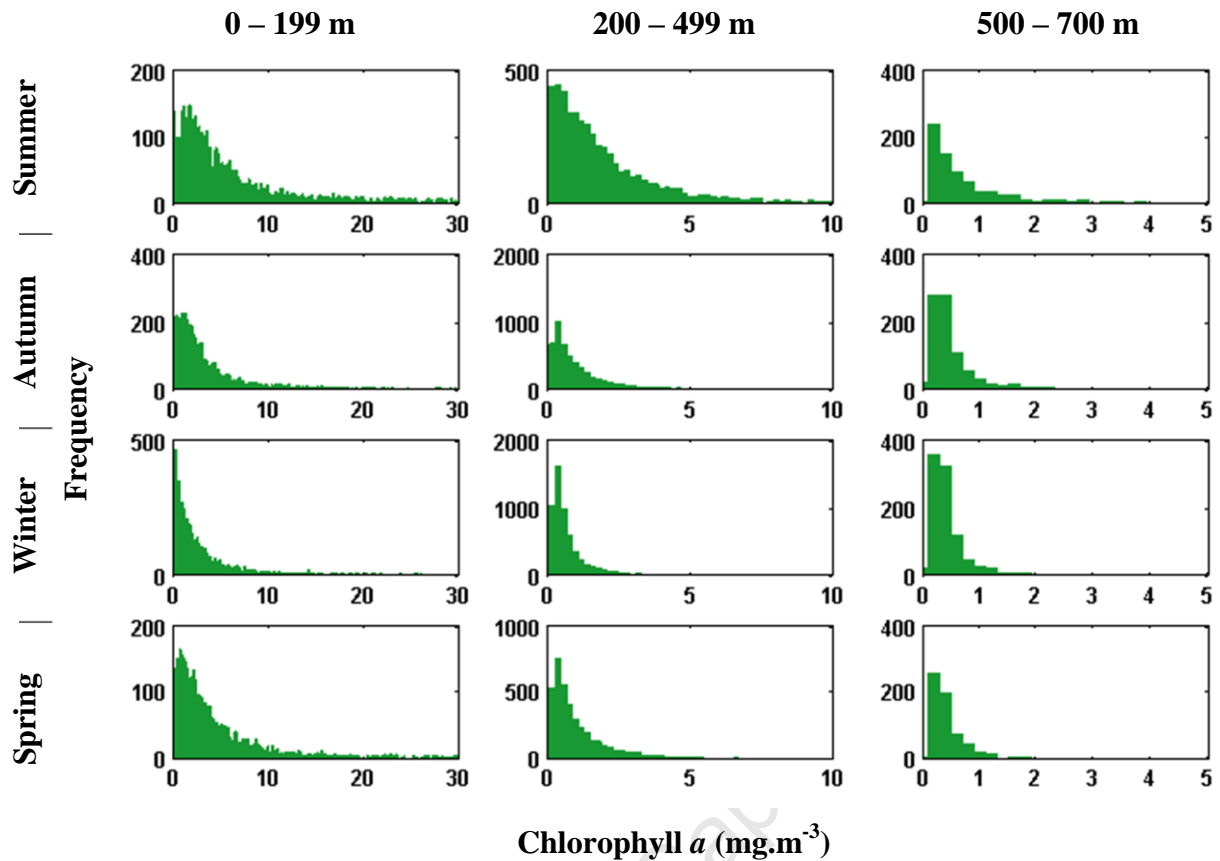 0 – 199 m 200 – 499 m 500 – 700 m
Summer
200 500 400
100 200
0 0 0
0 10 20 30 0 5 10 0 1 2 3 4 5
Autumn
400 2000 400
200 1000 200
0 0 0
0 10 20 30 0 5 10 0 1 2 3 4 5
Frequency
Winter
500 2000 400
1000 200
0 0 0
0 10 20 30 0 5 10 0 1 2 3 4 5
Spring
200 1000 400
100 500 200
0 0 0
0 10 20 30 0 5 10 0 1 2 3 4 5
Chlorophyll a (mg.m-3)